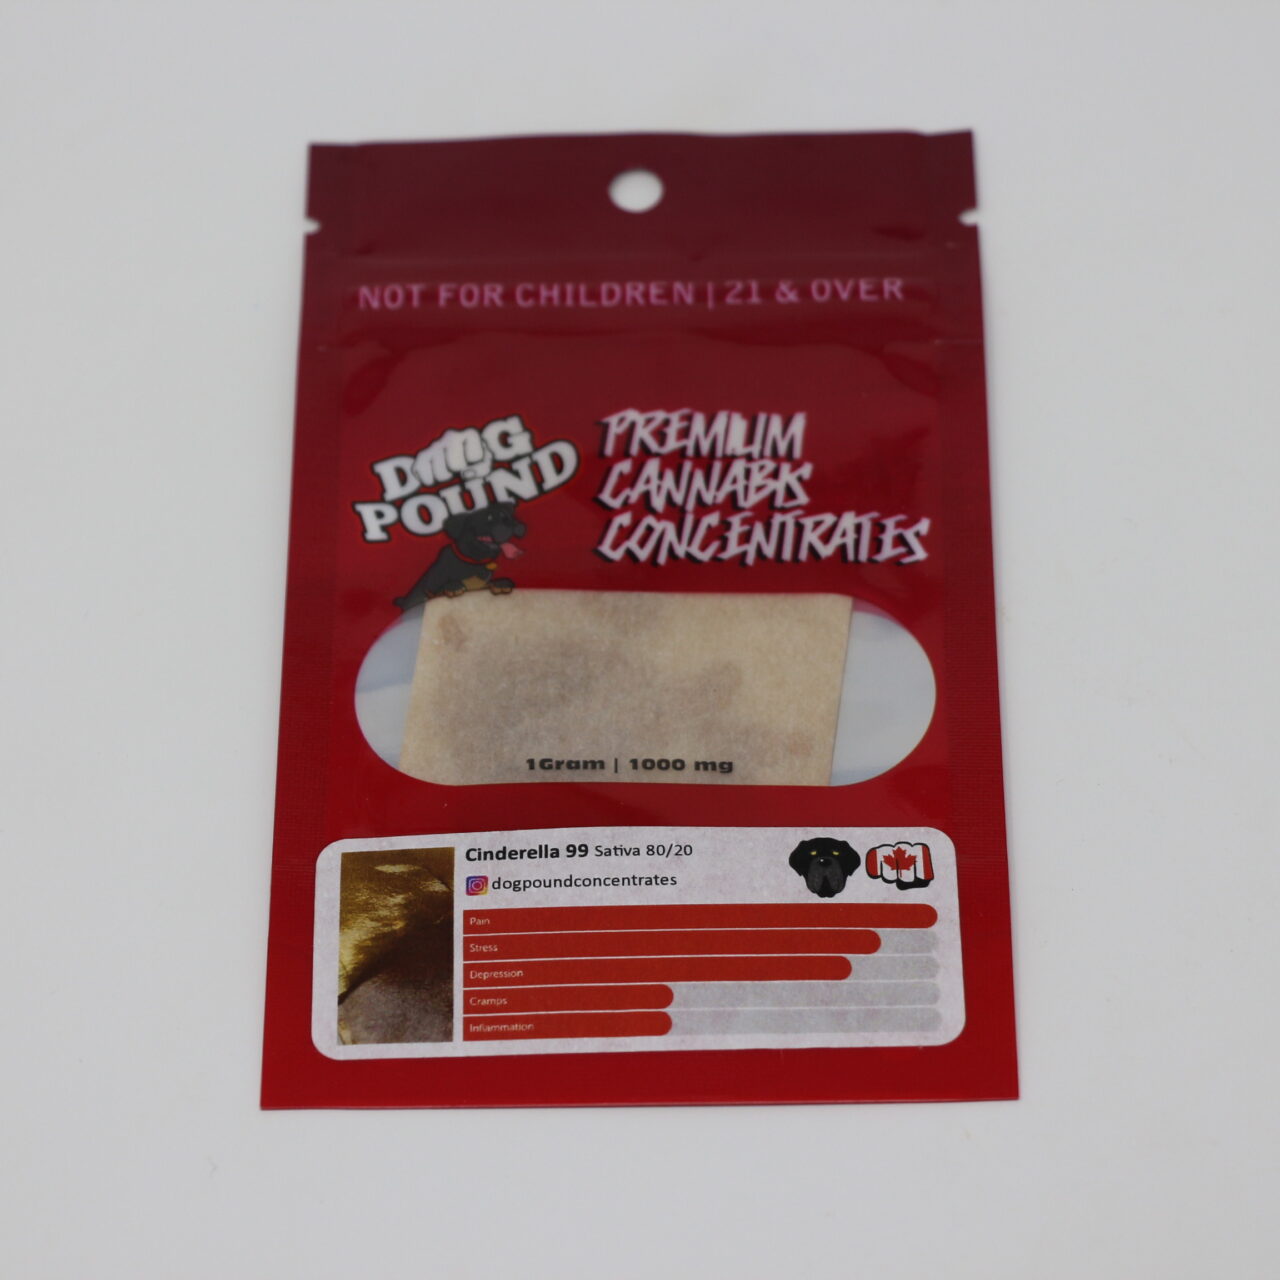 NOT FOR CHILDREN | 21 & OVER
DOG
POUND
PREMIUM
CANNABIS
CONCENTRATES
1Gram | 1000 mg
Cinderella 99 Sativa 80/20
dogpoundconcentrates
Pain
Stress
Depression
Cramps
Inflammation